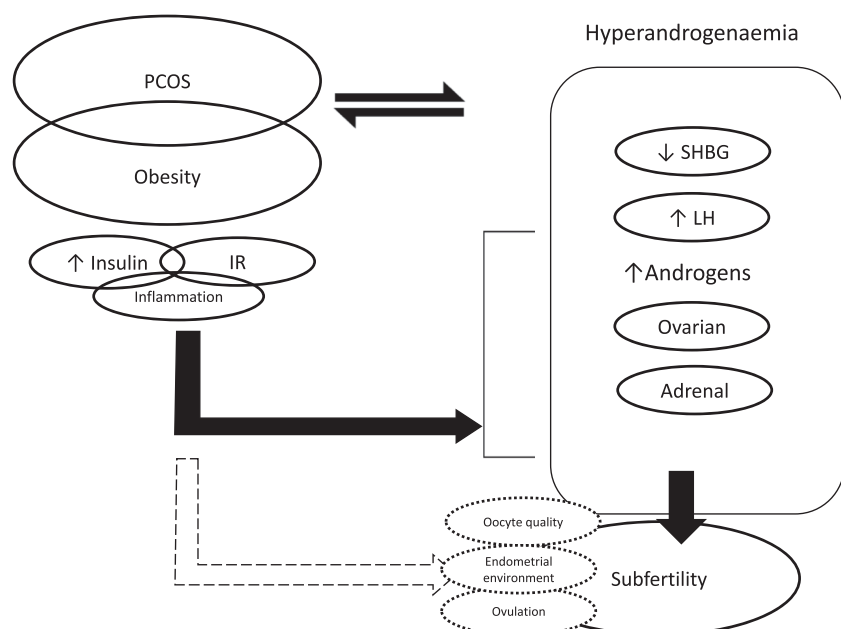 Hyperandrogenaemia
PCOS
Obesity
↑ Insulin
IR
Inflammation
↓ SHBG
↑ LH
↑Androgens
Ovarian
Adrenal
Oocyte quality
Endometrial
environment
Ovulation
Subfertility